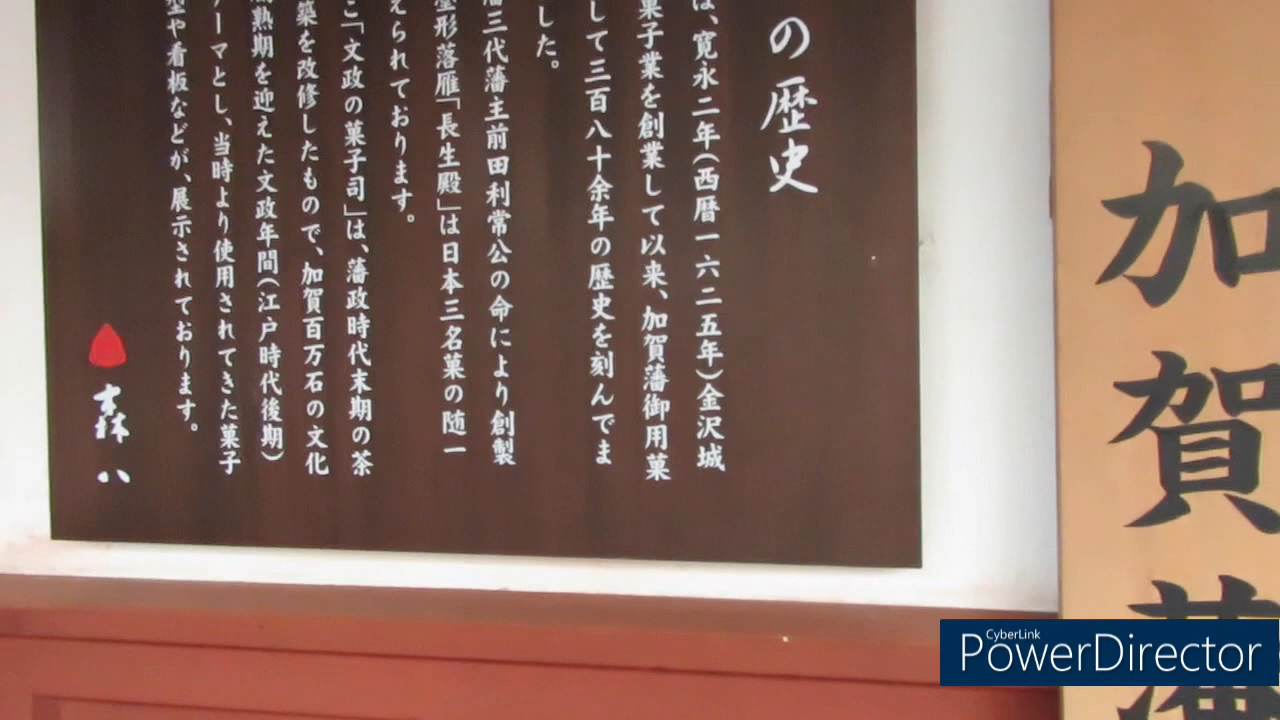 加賀藩
の歴史
は、寛永二年(西暦一六二五年)金沢城
菓子業を創業して以来、加賀藩御用菓
して三百八十余年の歴史を刻んでま
した。
藩三代藩主前田利常公の命により創製
墨形落雁「長生殿」は日本三名菓の随一
えられております。
こ「文政の菓子司」は、藩政時代末期の茶
築を改修したもので、加賀百万石の文化
成熟期を迎えた文政年間(江戸時代後期)
ーマとし、当時より使用されてきた菓子
型や看板などが、展示されております。
森八
CyberLink
PowerDirector